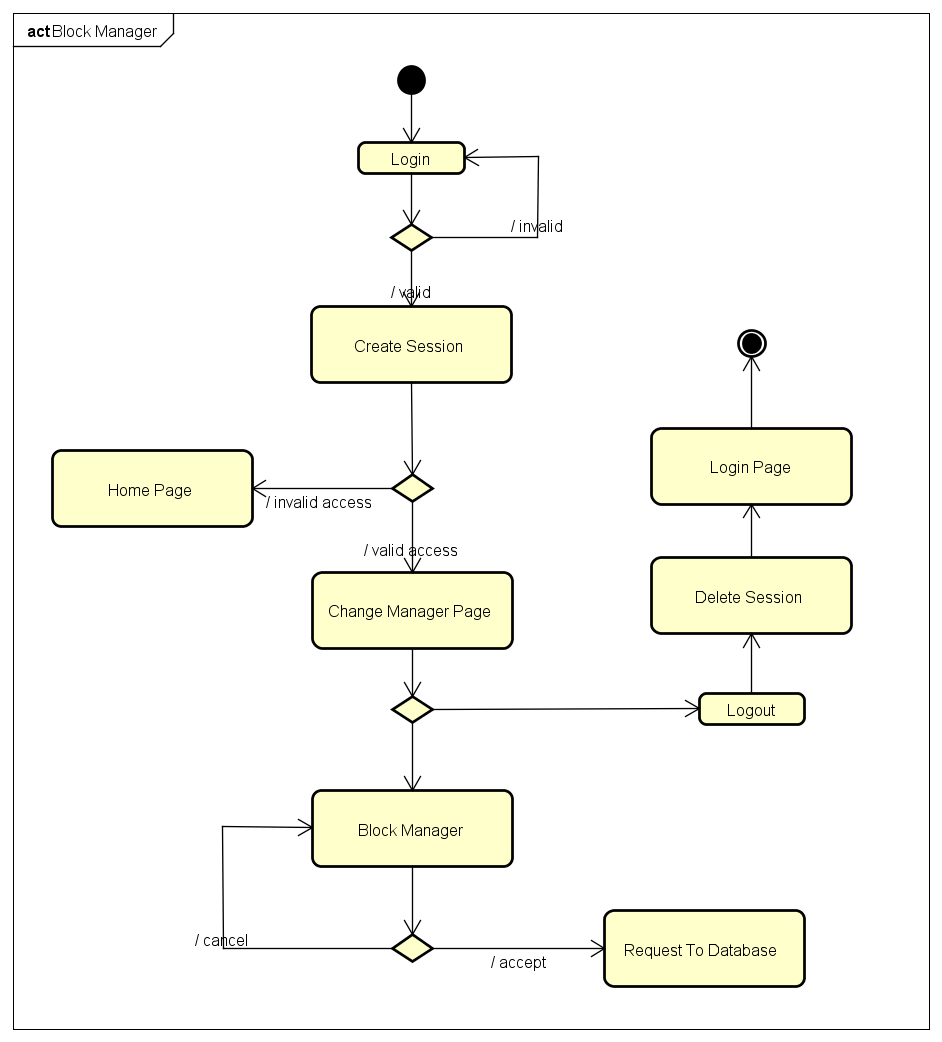 act Block Manager
Login
/ invalid
/ valid
Create Session
Login Page
Home Page
/ invalid access
/ valid access
Delete Session
Change Manager Page
Logout
Block Manager
/ cancel
/ accept
Request To Database